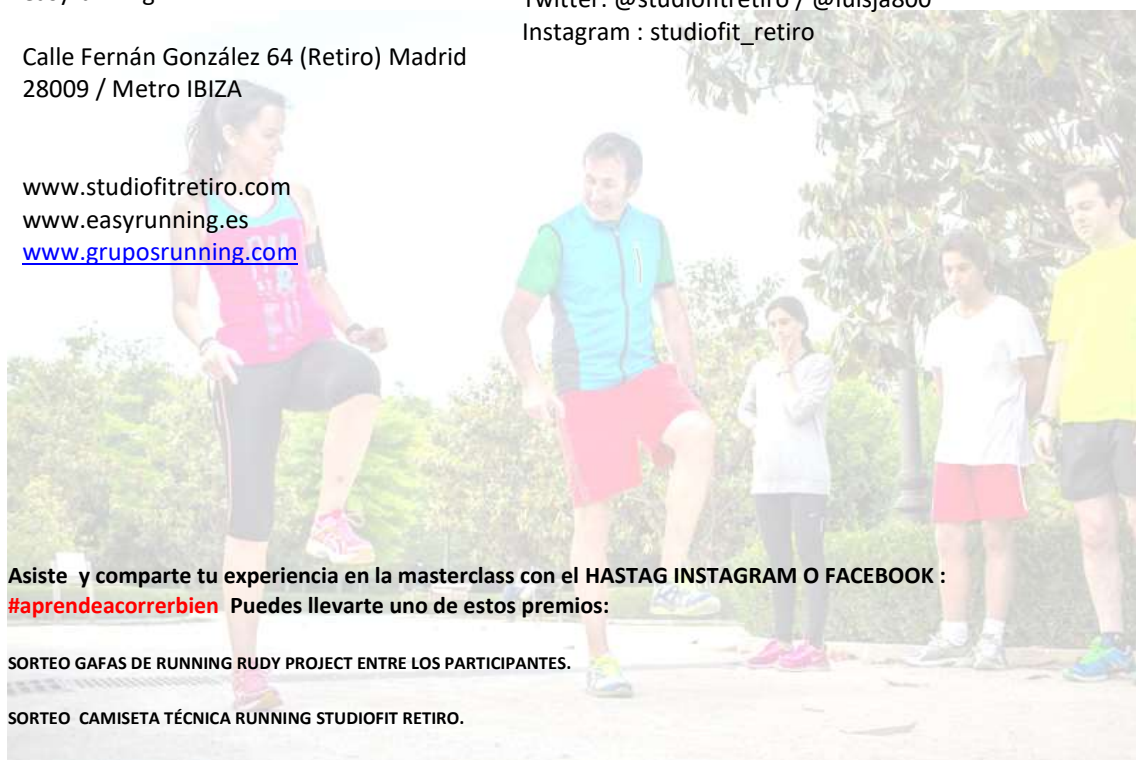 Instagram : studiofit_retiro
Calle Fernán González 64 (Retiro) Madrid
28009 / Metro IBIZA
www.studiofitretiro.com
www.easyrunning.es
www.gruposrunning.com
Asiste y comparte tu experiencia en la masterclass con el HASTAG INSTAGRAM O FACEBOOK :
#aprendeacorrerbien Puedes llevarte uno de estos premios:
SORTEO GAFAS DE RUNNING RUDY PROJECT ENTRE LOS PARTICIPANTES.
SORTEO CAMISETA TÉCNICA RUNNING STUDIOFIT RETIRO.